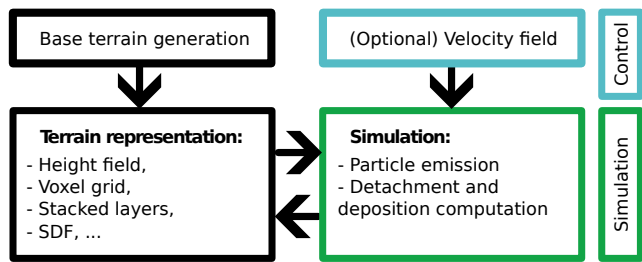 Base terrain generation
(Optional) Velocity field
Control
Terrain representation:
- Height field,
- Voxel grid,
- Stacked layers,
- SDF, ...
Simulation:
- Particle emission
- Detachment and
deposition computation
Simulation